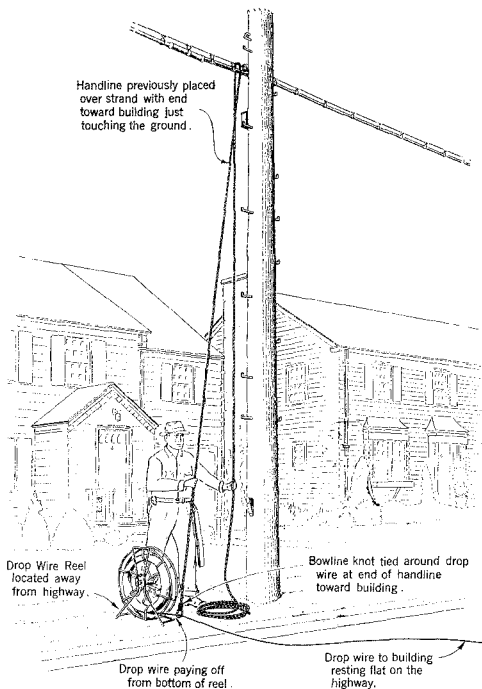 Handline previously placed
over strand with end
toward building just
touching the ground.
Drop Wire Reel
located away
from highway.
Bowline knot tied around drop
wire at end of handline
toward building.
Drop wire paying off
from bottom of reel.
Drop wire to building
resting flat on the
highway.